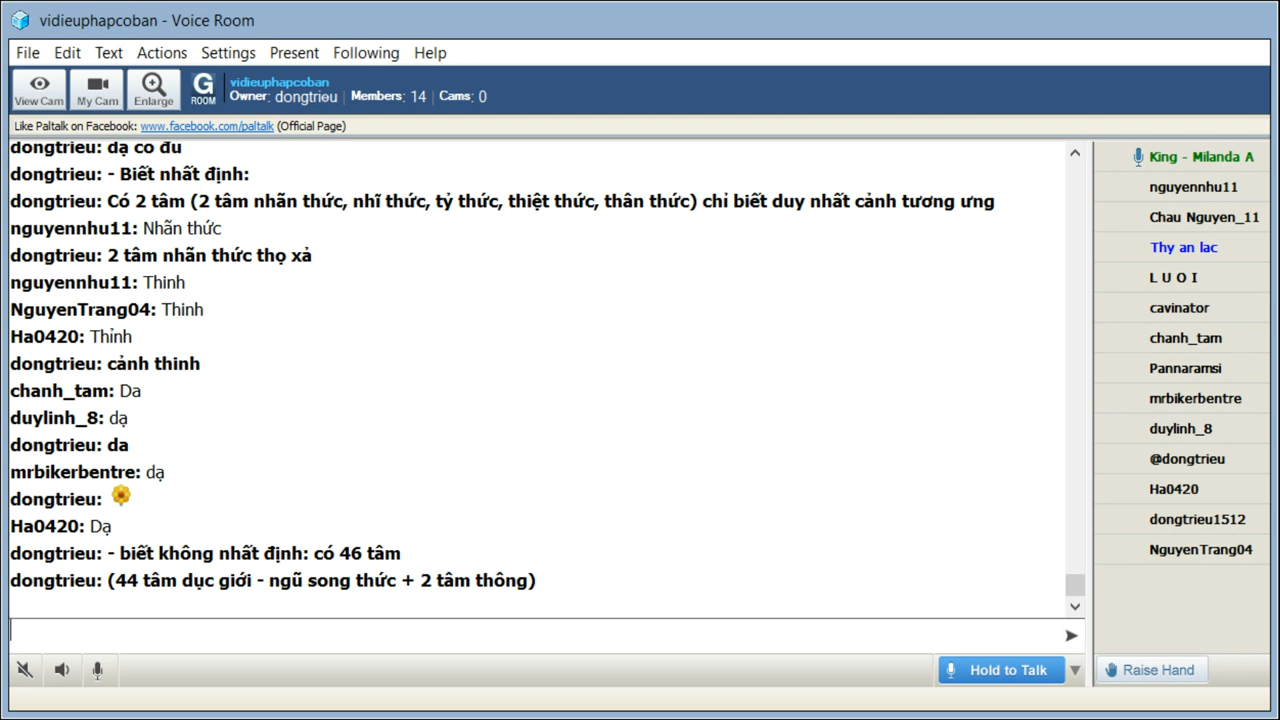 vidieuphapcoban - Voice Room
File Edit Text Actions Settings Present Following Help
View Cam
My Cam
Enlarge
G ROOM
vidieuphapcoban
Owner: dongtrieu | Members: 14 | Cams: 0
Like Paltalk on Facebook: www.facebook.com/paltalk (Official Page)
dongtrieu: dạ có đủ
dongtrieu: - Biết nhất định:
dongtrieu: Có 2 tâm (2 tâm nhãn thức, nhĩ thức, tỷ thức, thiệt thức, thân thức) chỉ biết duy nhất cảnh tương ưng
nguyennhu11: Nhãn thức
dongtrieu: 2 tâm nhãn thức thọ xả
nguyennhu11: Thinh
NguyenTrang04: Thinh
Ha0420: Thỉnh
dongtrieu: cảnh thinh
chanh_tam: Da
duylinh_8: dạ
dongtrieu: da
mrbikerbentre: dạ
dongtrieu:
Ha0420: Dạ
dongtrieu: - biết không nhất định: có 46 tâm
dongtrieu: (44 tâm dục giới - ngũ song thức + 2 tâm thông)
King - Milanda A
nguyennhu11
Chau Nguyen_11
Thy an lac
L U O I
cavinator
chanh_tam
Pannaramsi
mrbikerbentre
duylinh_8
@dongtrieu
Ha0420
dongtrieu1512
NguyenTrang04
Hold to Talk
Raise Hand